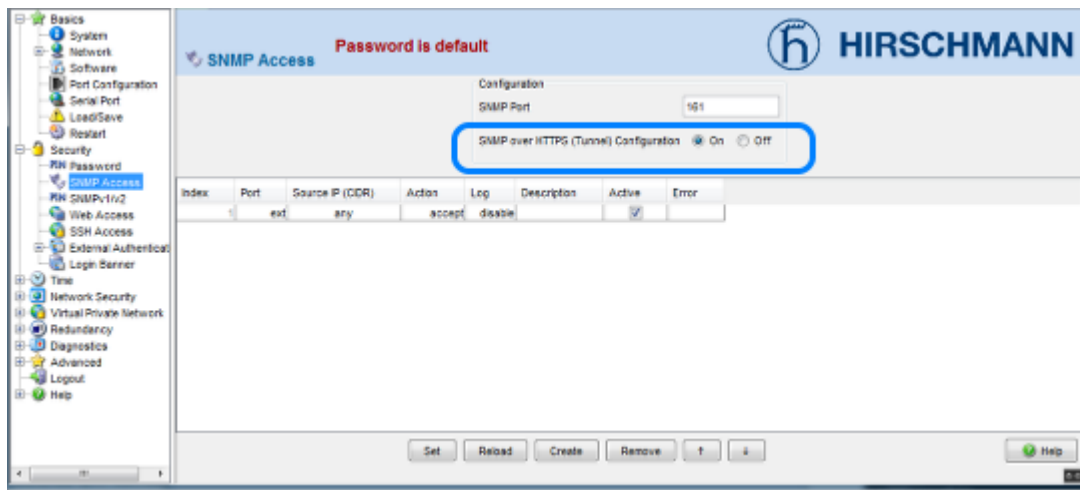 Basics
System
Network
Software
Port Configuration
Serial Port
Load/Save
Restart
Security
Password
SNMP Access
SNMPv1/v2
Web Access
SSH Access
External Authenticat
Login Banner
Time
Network Security
Virtual Private Network
Redundancy
Diagnostics
Advanced
Logout
Help
SNMP Access
Password is default
HIRSCHMANN
Configuration
SNMP Port 161
SNMP over HTTPS (Tunnel) Configuration On Off
Index Port Source IP (CIDR) Action Log Description Active Error
1 ext any accept disable
Set Reload Create Remove Help